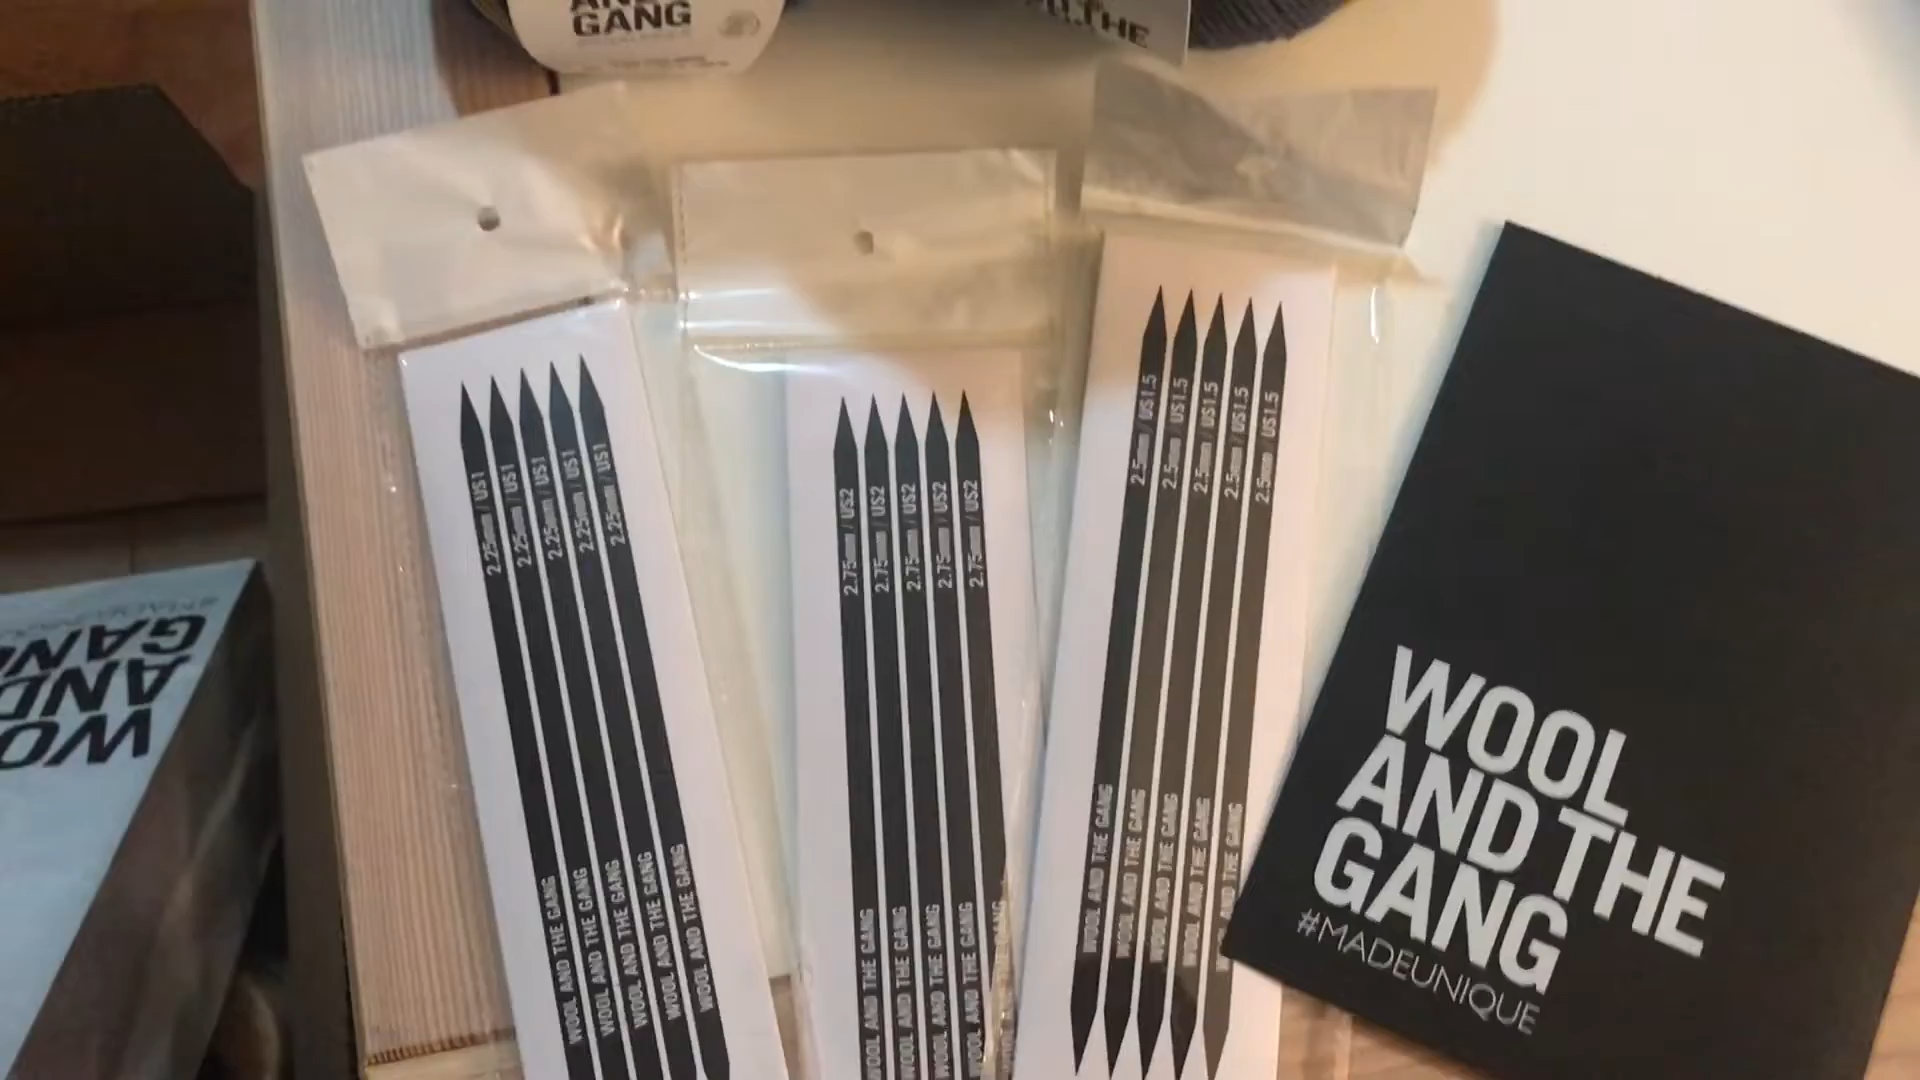 AND
GANG
THE
2.25mm / US1
2.25mm / US1
2.25mm / US1
2.25mm / US1
2.25mm / US1
WOOL AND THE GANG
WOOL AND THE GANG
WOOL AND THE GANG
WOOL AND THE GANG
WOOL AND THE GANG
2.75mm / US2
2.75mm / US2
2.75mm / US2
2.75mm / US2
2.75mm / US2
WOOL AND THE GANG
WOOL AND THE GANG
WOOL AND THE GANG
WOOL AND THE GANG
2.5mm / US1.5
2.5mm / US1.5
2.5mm / US1.5
2.5mm / US1.5
2.5mm / US1.5
WOOL AND THE GANG
WOOL AND THE GANG
WOOL AND THE GANG
WOOL AND THE GANG
AND THE GANG
WOOL
AND THE
GANG
#MADEUNIQUE
WO
AND
GAN